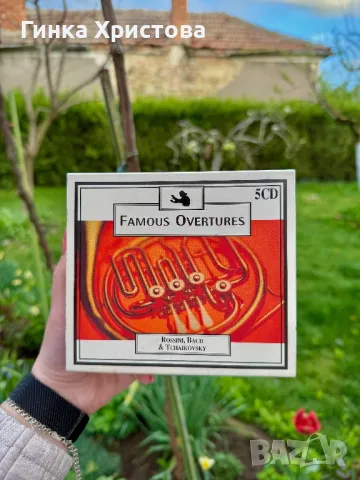 Гинка Христова
5CD
FAMOUS OVERTURES
ROSSINI, BACH
& TCHAIKOVSKY
bazar